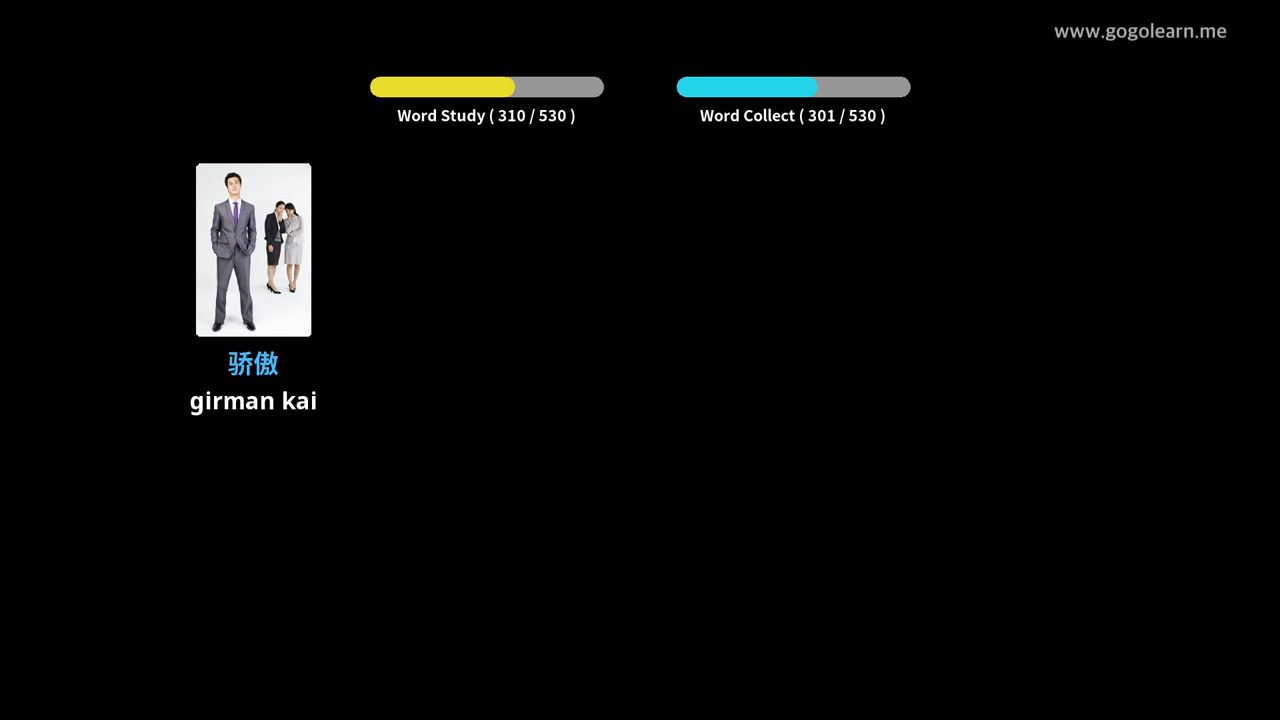 www.gogolearn.me
Word Study ( 310 / 530 )
Word Collect ( 301 / 530 )
骄傲
girman kai